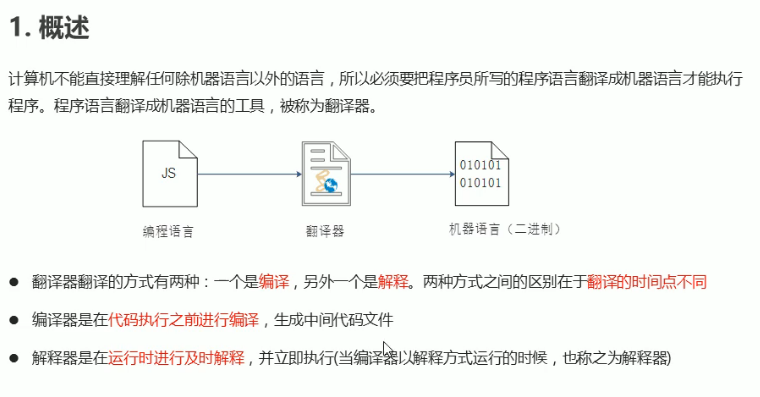 1. 概述
计算机不能直接理解任何除机器语言以外的语言，所以必须要把程序员所写的程序语言翻译成机器语言才能执行
程序。程序语言翻译成机器语言的工具，被称为翻译器。
JS
010101
010101
编程语言
翻译器
机器语言（二进制）
● 翻译器翻译的方式有两种：一个是编译，另外一个是解释。两种方式之间的区别在于翻译的时间点不同
● 编译器是在代码执行之前进行编译，生成中间代码文件
● 解释器是在运行时进行及时解释，并立即执行(当编译器以解释方式运行的时候，也称之为解释器)